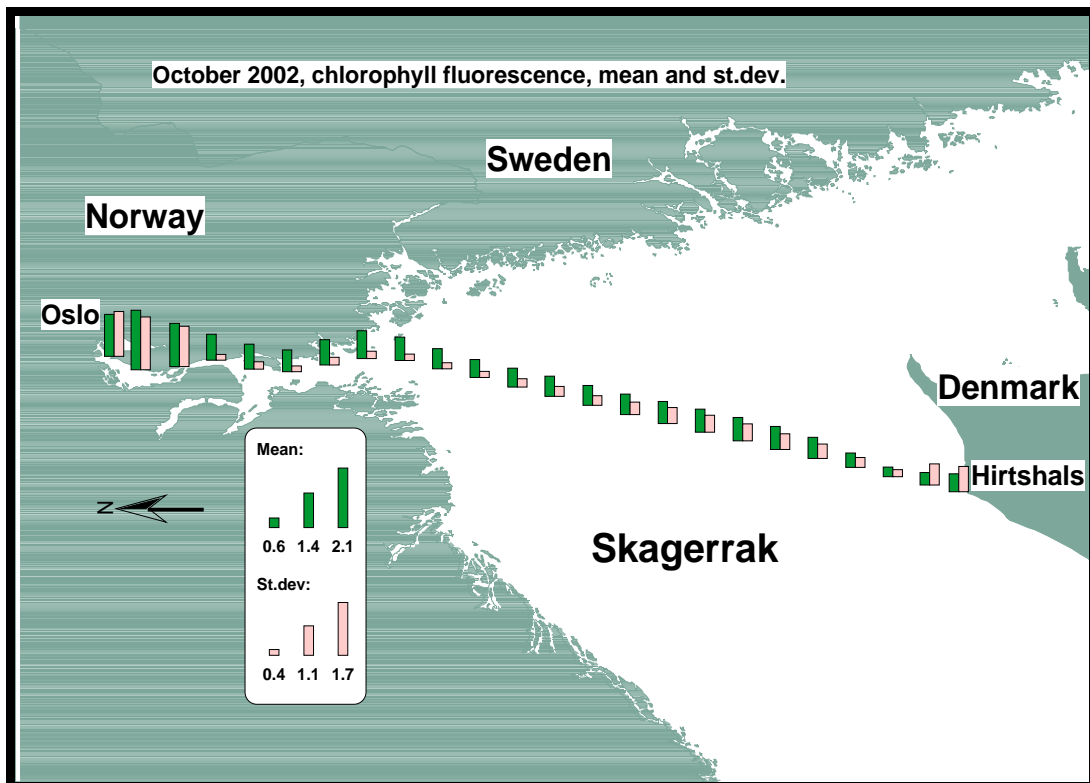 October 2002, chlorophyll fluorescence, mean and st.dev.
Sweden
Norway
Oslo
Denmark
Hirtshals
Mean:
0.6 1.4 2.1
N
St.dev:
0.4 1.1 1.7
Skagerrak